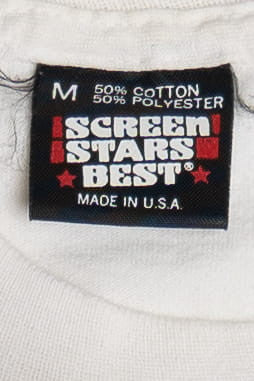 M 50% COTTON
50% POLYESTER
SCREEN
STARS
BEST®
MADE IN U.S.A.